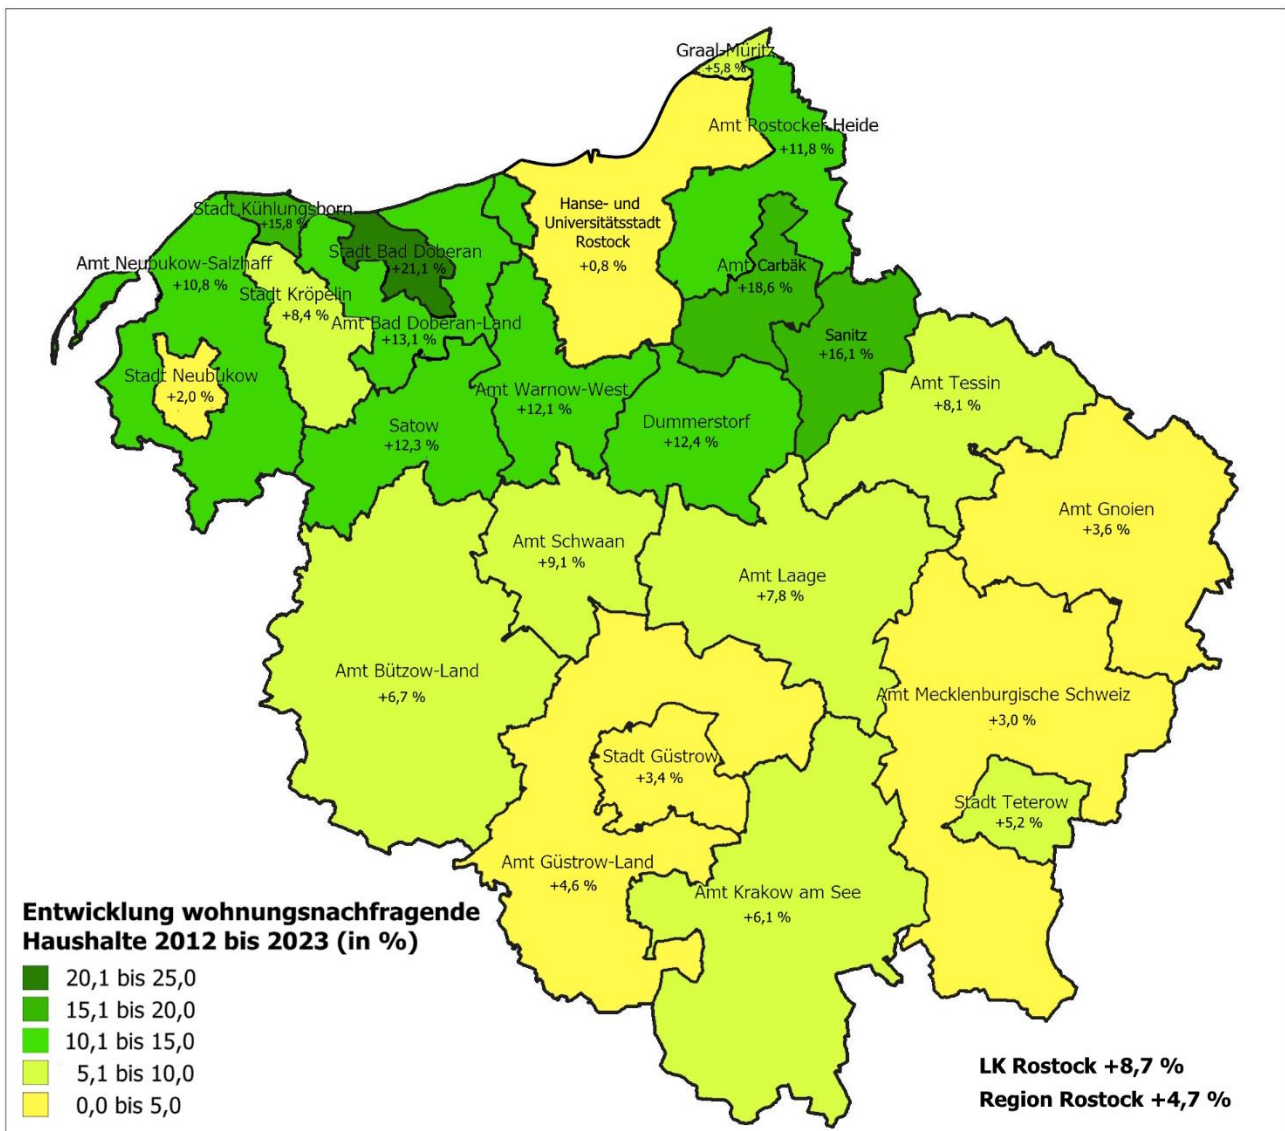 Graal-Müritz
+5,8 %
Amt Rostocker Heide
+11,8 %
Hanse- und
Universitätsstadt
Rostock
+0,8 %
Stadt Kühlungsborn
+15,8 %
Stadt Bad Doberan
+21,1 %
Amt Neubukow-Salzhaff
+10,8 %
Stadt Kröpelin
+8,4 %
Amt Carbäk
+18,6 %
Amt Bad Doberan-Land
+13,1 %
Sanitz
+16,1 %
Stadt Neubukow
+2,0 %
Amt Warnow-West
+12,1 %
Amt Tessin
+8,1 %
Satow
+12,3 %
Dummerstorf
+12,4 %
Amt Gnoien
+3,6 %
Amt Schwaan
+9,1 %
Amt Laage
+7,8 %
Amt Bützow-Land
+6,7 %
Amt Mecklenburgische Schweiz
+3,0 %
Stadt Güstrow
+3,4 %
Stadt Teterow
+5,2 %
Amt Güstrow-Land
+4,6 %
Amt Krakow am See
+6,1 %
Entwicklung wohnungsnachfragende
Haushalte 2012 bis 2023 (in %)
20,1 bis 25,0
15,1 bis 20,0
10,1 bis 15,0
5,1 bis 10,0
0,0 bis 5,0
LK Rostock +8,7 %
Region Rostock +4,7 %